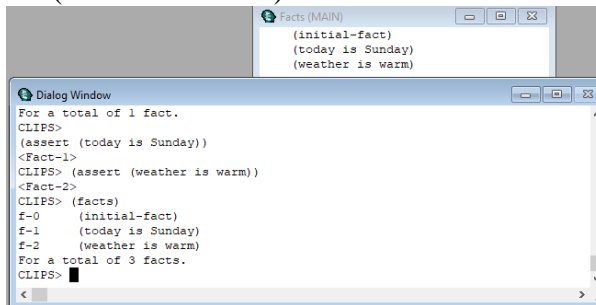 Facts (MAIN)
(initial-fact)
(today is Sunday)
(weather is warm)
Dialog Window
For a total of 1 fact.
CLIPS>
(assert (today is Sunday))
<Fact-1>
CLIPS> (assert (weather is warm))
<Fact-2>
CLIPS> (facts)
f-0 (initial-fact)
f-1 (today is Sunday)
f-2 (weather is warm)
For a total of 3 facts.
CLIPS>